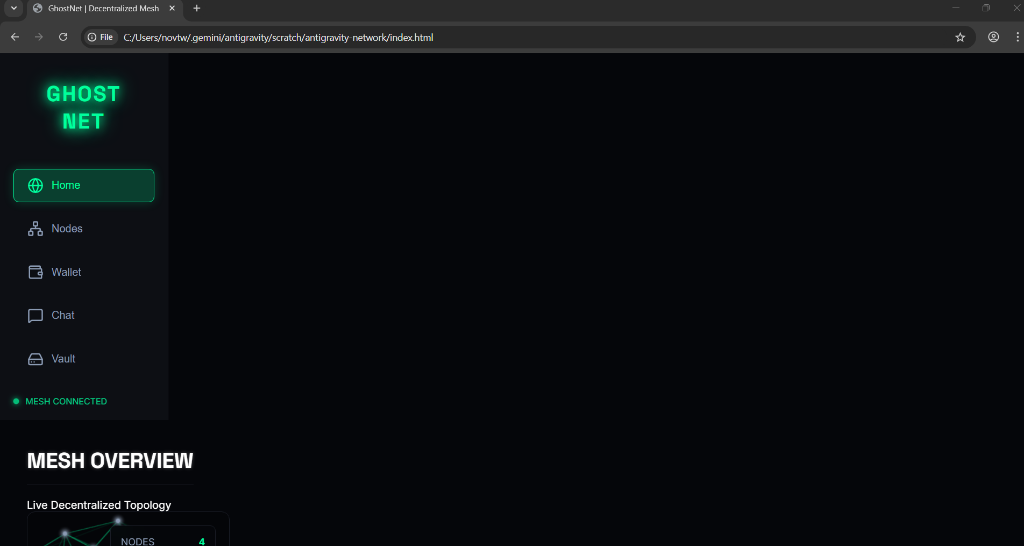 GhostNet | Decentralized Mesh
File
C:/Users/novtw/.gemini/antigravity/scratch/antigravity-network/index.html
GHOST
NET
Home
Nodes
Wallet
Chat
Vault
MESH CONNECTED
MESH OVERVIEW
Live Decentralized Topology
NODES 4